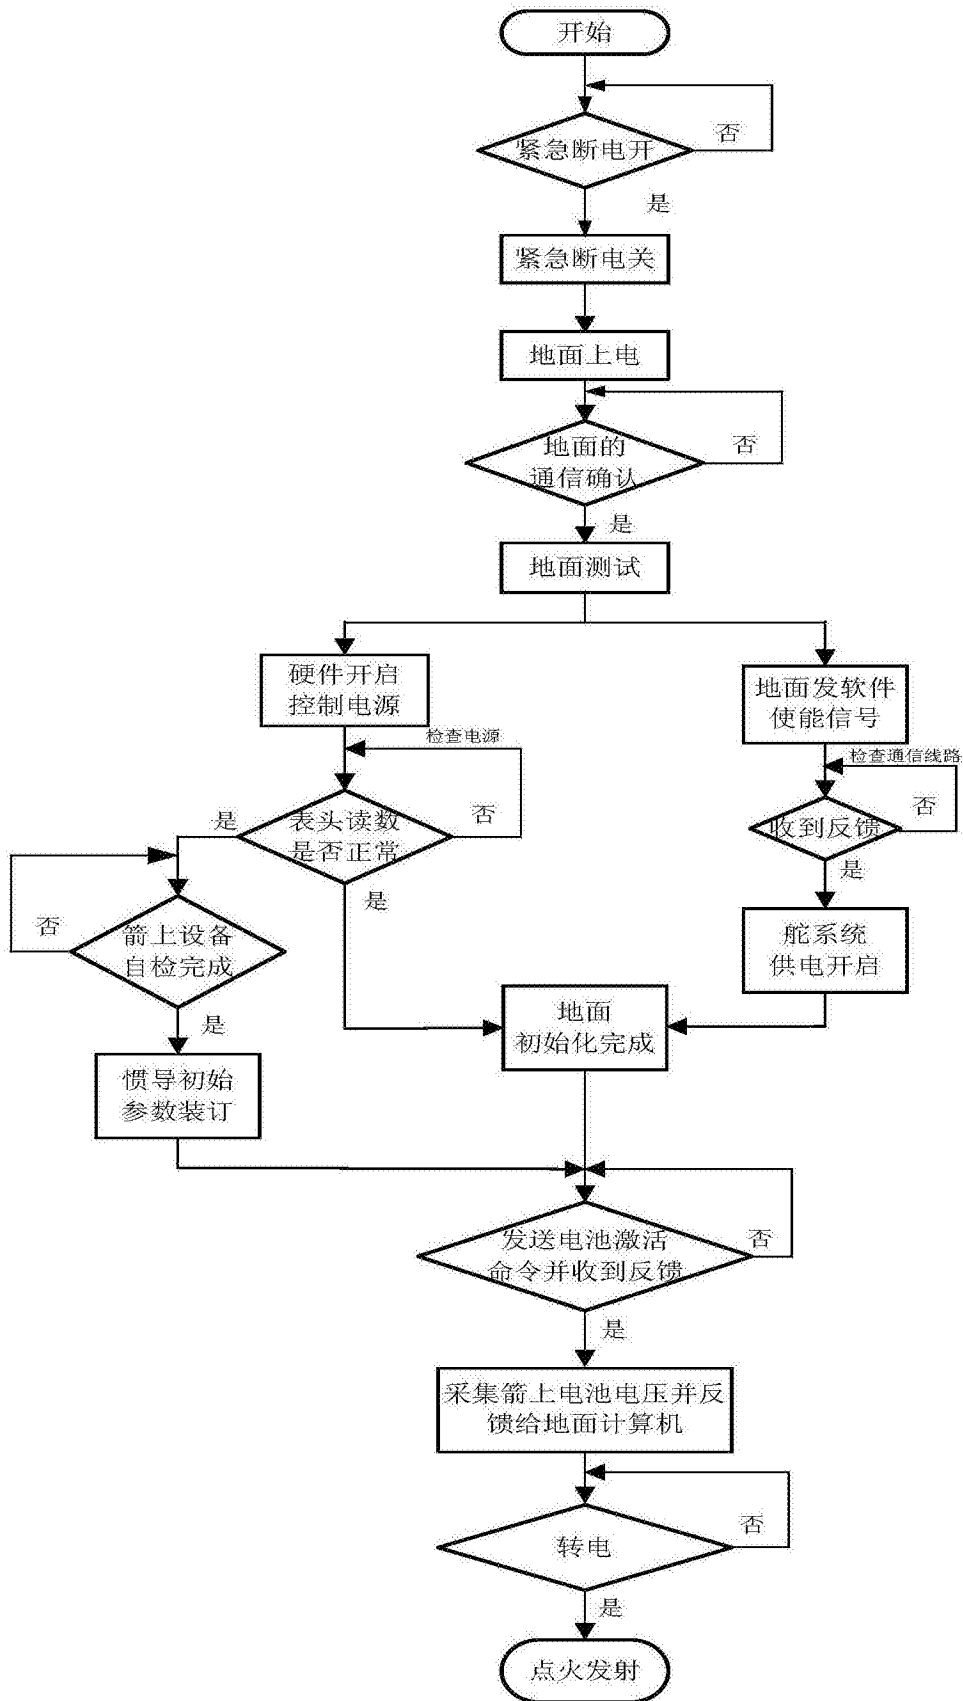 开始
否
紧急断电开
是
紧急断电关
地面上电
否
地面的
通信确认
是
地面测试
硬件开启
控制电源
地面发软件
使能信号
检查电源
检查通信线路
是
表头读数
是否正常
否
否
收到反馈
是
是
否
箭上设备
自检完成
舵系统
供电开启
是
地面
初始化完成
惯导初始
参数装订
否
发送电池激活
命令并收到反馈
是
采集箭上电池电压并反
馈给地面计算机
否
转电
是
点火发射